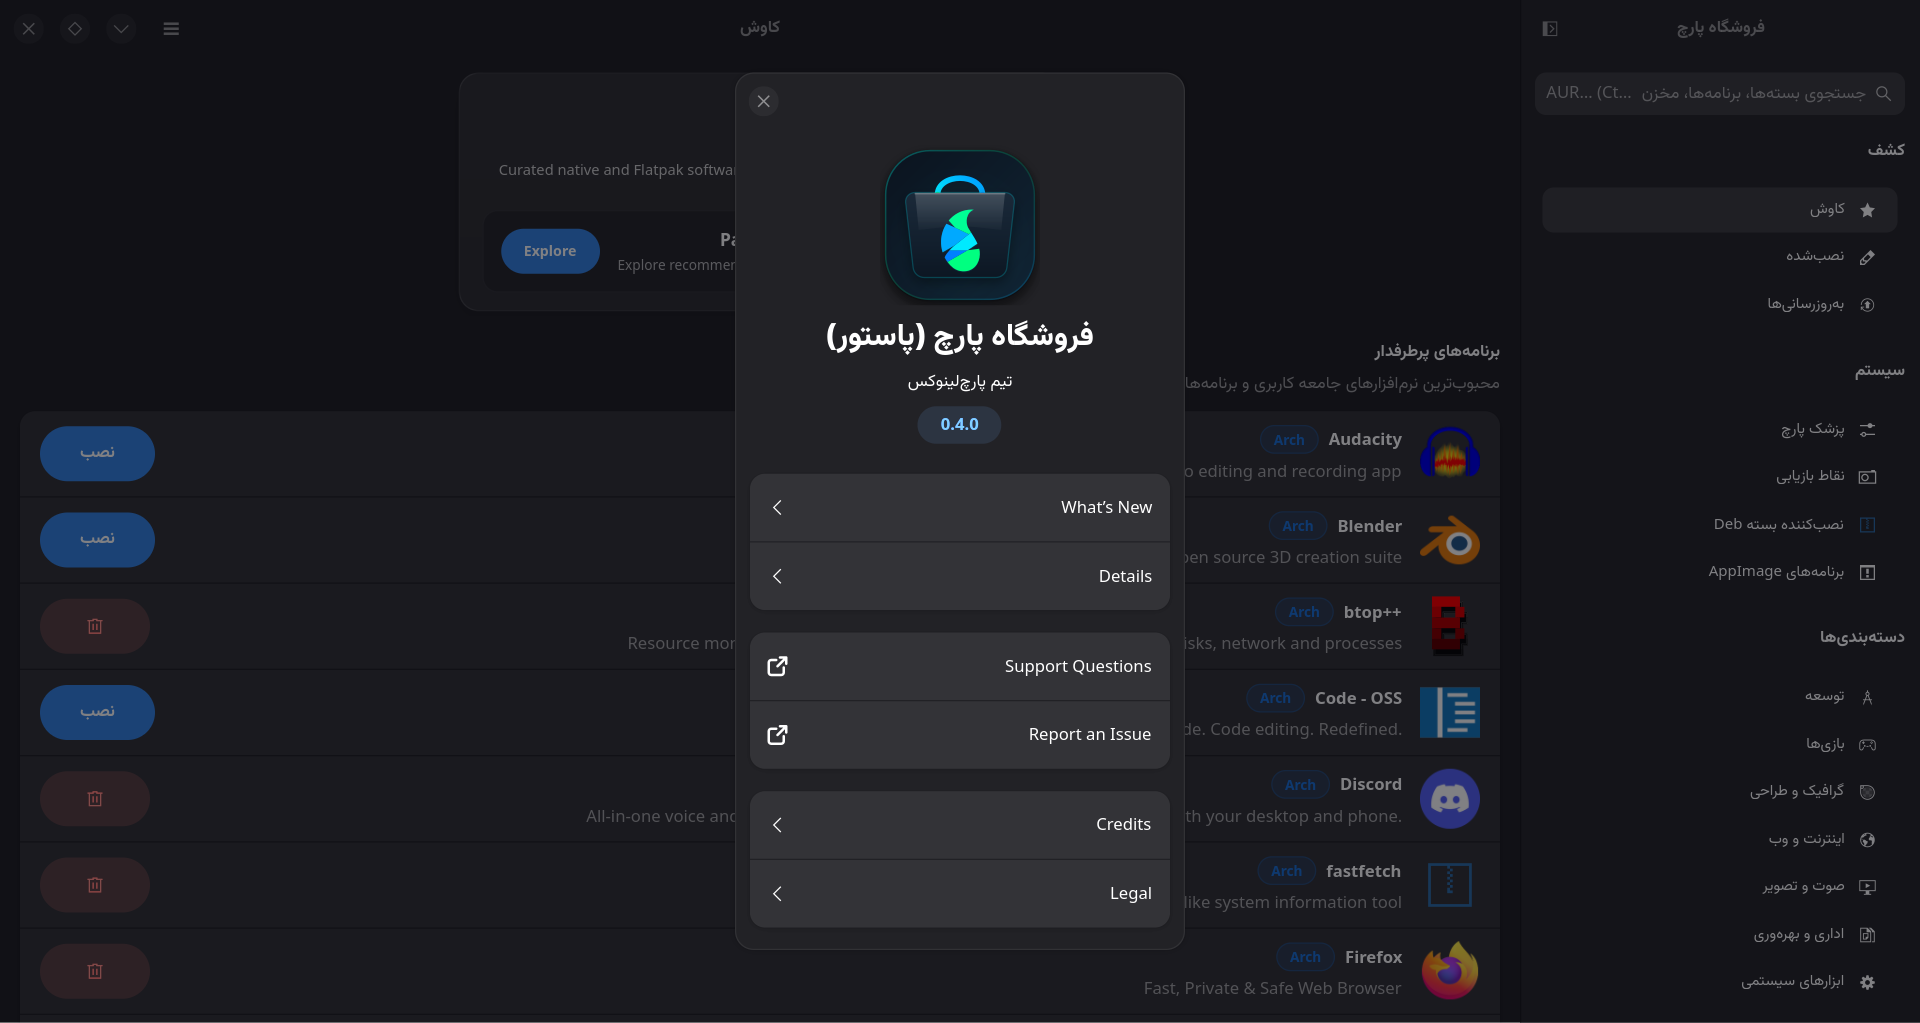 فروشگاه پارچ
جستجوی بسته‌ها، برنامه‌ها، مخزن AUR... (Ct...
کشف
کاوش
نصب‌شده
به‌روزرسانی‌ها
سیستم
پزشک پارچ
نقاط بازیابی
نصب‌کننده بسته Deb
برنامه‌های AppImage
دسته‌بندی‌ها
توسعه
بازی‌ها
گرافیک و طراحی
اینترنت و وب
صوت و تصویر
اداری و بهره‌وری
ابزارهای سیستمی
کاوش
Curated native and Flatpak softwa
Explore
Explore recommen
برنامه‌های پرطرفدار
محبوب‌ترین نرم‌افزارهای جامعه کاربری و برنامه‌ها
Audacity Arch
editing and recording app
نصب
Blender Arch
source 3D creation suite
نصب
btop++ Arch
Resource mo
network and processes
Code - OSS Arch
Code editing. Redefined.
نصب
Discord Arch
All-in-one voice and
your desktop and phone.
fastfetch Arch
like system information tool
Firefox Arch
Fast, Private & Safe Web Browser
فروشگاه پارچ (پاستور)
تیم پارچ‌لینوکس
0.4.0
What’s New
Details
Support Questions
Report an Issue
Credits
Legal